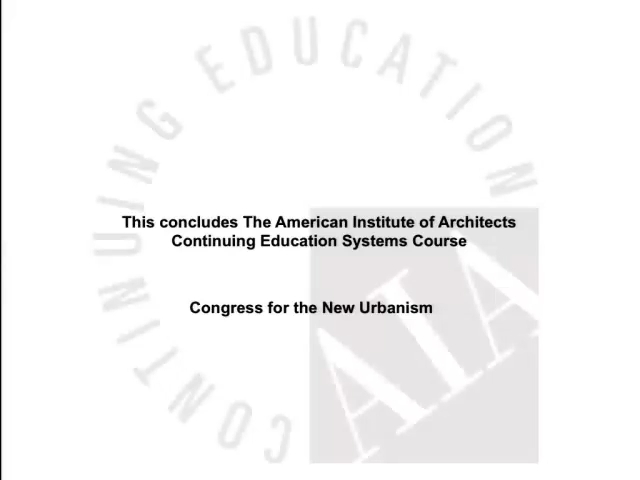 CONTINUING EDUCATION
This concludes The American Institute of Architects
Continuing Education Systems Course
Congress for the New Urbanism
AIA